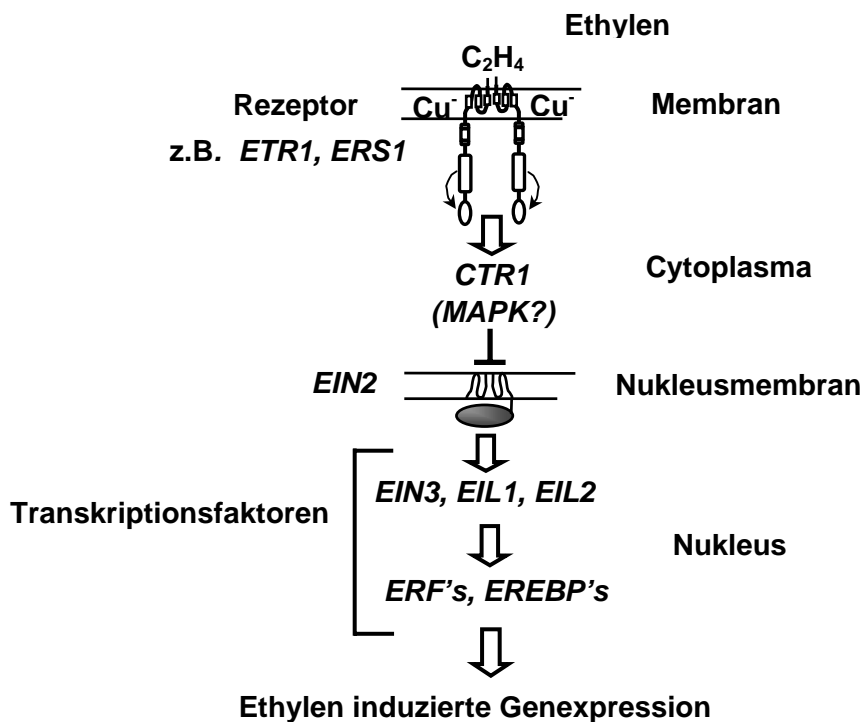 Ethylen
C₂H₄
Rezeptor Cu⁻ Cu⁻ Membran
z.B. ETR1, ERS1
CTR1 Cytoplasma
(MAPK?)
EIN2 Nukleusmembran
EIN3, EIL1, EIL2
Transkriptionsfaktoren
Nukleus
ERF's, EREBP's
Ethylen induzierte Genexpression